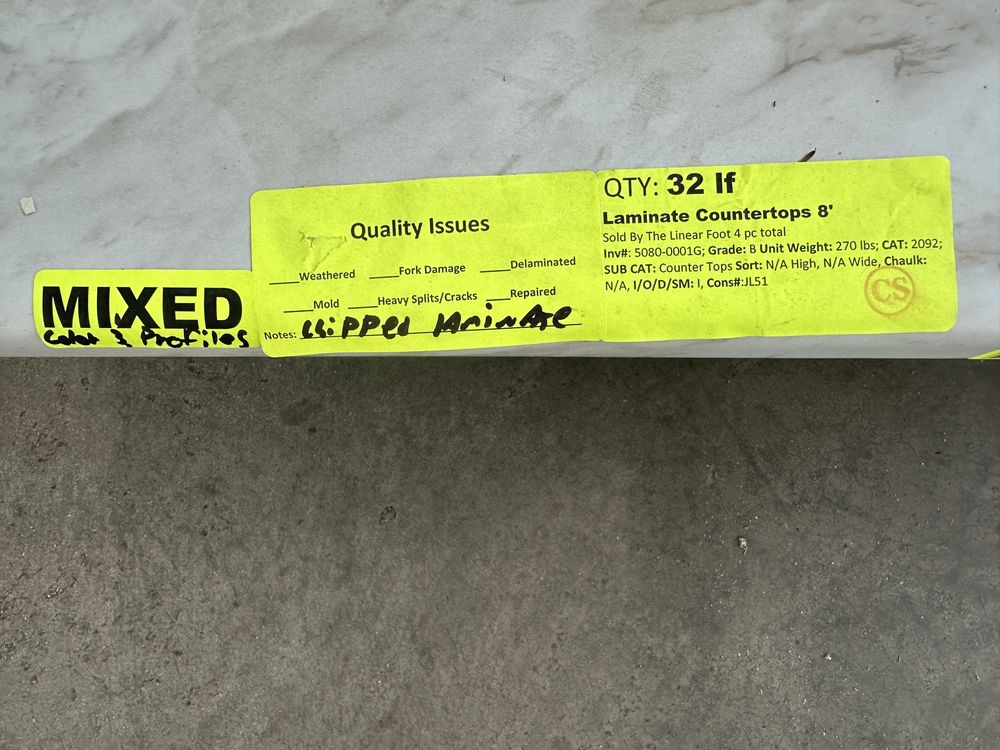 MIXED
Color & Profiles
Quality Issues
____Weathered ____Fork Damage ____Delaminated
____Mold ____Heavy Splits/Cracks ____Repaired
Notes: Chipped laminate
QTY: 32 lf
Laminate Countertops 8'
Sold By The Linear Foot 4 pc total
Inv#: 5080-0001G; Grade: B Unit Weight: 270 lbs; CAT: 2092;
SUB CAT: Counter Tops Sort: N/A High, N/A Wide, Chaulk:
N/A, I/O/D/SM: I, Cons#:JL51
CS